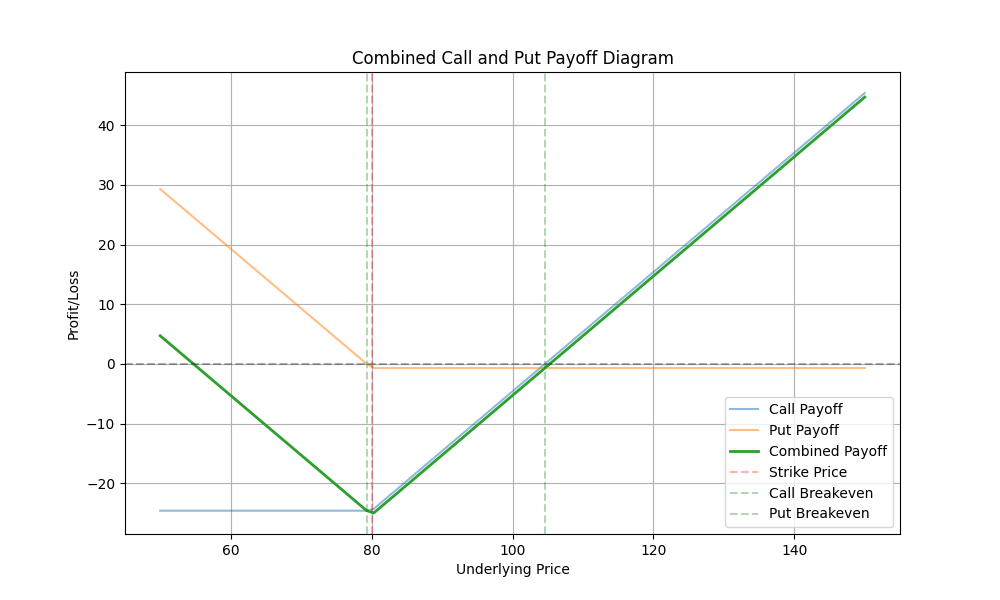 Combined Call and Put Payoff Diagram
Profit/Loss
40
30
20
10
0
−10
−20
60
80
100
120
140
Underlying Price
Call Payoff
Put Payoff
Combined Payoff
Strike Price
Call Breakeven
Put Breakeven